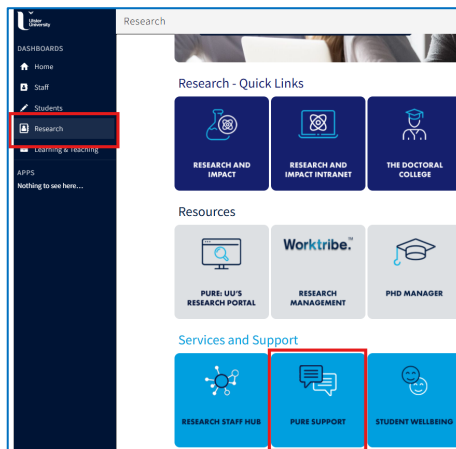 Ulster
University
Research
DASHBOARDS
Home
Staff
Students
Research
Learning & Teaching
APPS
Nothing to see here...
Research - Quick Links
RESEARCH AND
IMPACT
RESEARCH AND
IMPACT INTRANET
THE DOCTORAL
COLLEGE
Resources
PURE: UU'S
RESEARCH PORTAL
Worktribe.™
RESEARCH
MANAGEMENT
PHD MANAGER
Services and Support
RESEARCH STAFF HUB
PURE SUPPORT
STUDENT WELLBEING